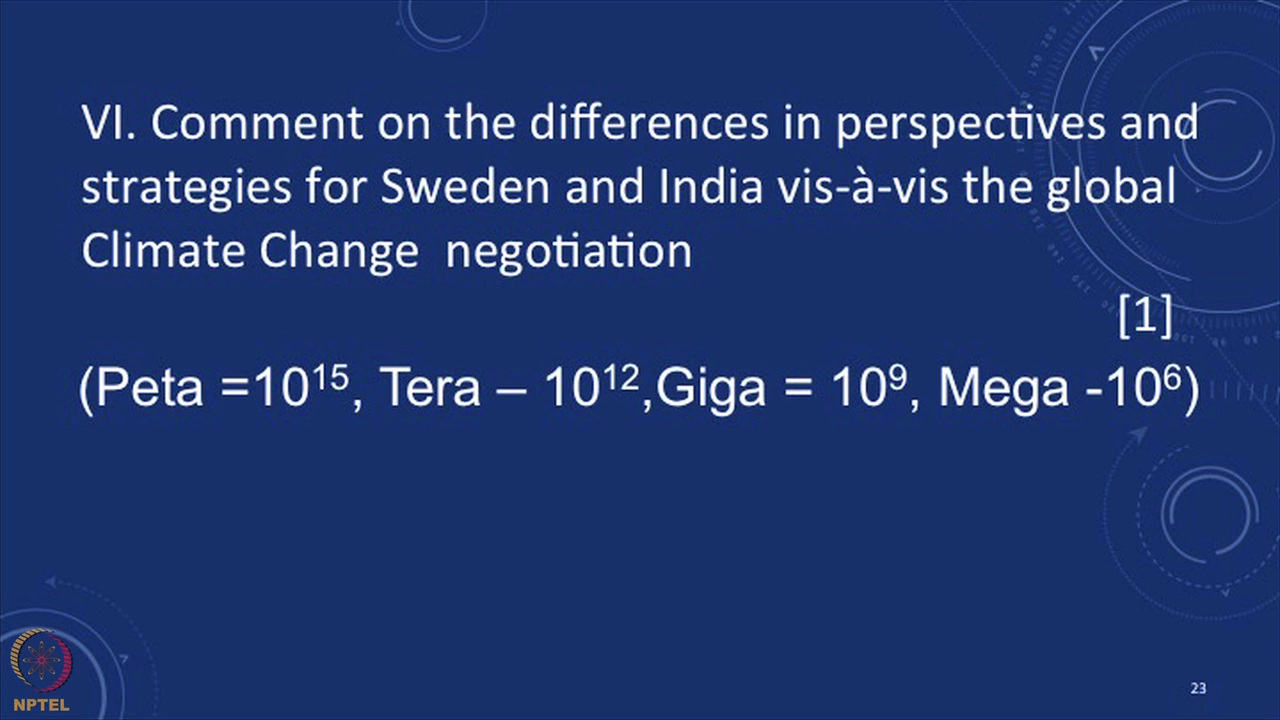 VI. Comment on the differences in perspectives and
strategies for Sweden and India vis-à-vis the global
Climate Change  negotiation
[1]
(Peta =10¹⁵, Tera – 10¹²,Giga = 10⁹, Mega -10⁶)
NPTEL
23